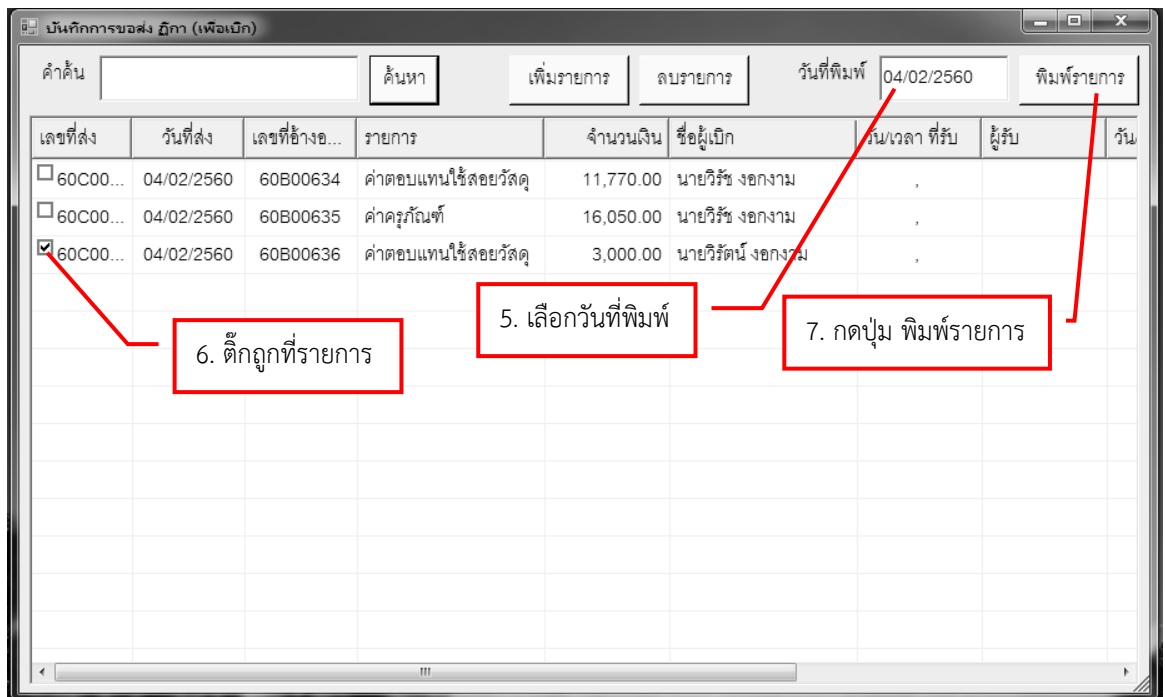 บันทึกการขอส่ง ฎีกา (เพื่อเบิก)
คำค้น ค้นหา เพิ่มรายการ ลบรายการ วันที่พิมพ์ 04/02/2560 พิมพ์รายการ
เลขที่ส่ง วันที่ส่ง เลขที่อ้างอ... รายการ จำนวนเงิน ชื่อผู้เบิก วัน/เวลา ที่รับ ผู้รับ วัน/
60C00... 04/02/2560 60B00634 ค่าตอบแทนใช้สอยวัสดุ 11,770.00 นายวิรัช งอกงาม ,
60C00... 04/02/2560 60B00635 ค่าครุภัณฑ์ 16,050.00 นายวิรัช งอกงาม ,
60C00... 04/02/2560 60B00636 ค่าตอบแทนใช้สอยวัสดุ 3,000.00 นายวิรัตน์ งอกงาม ,
5. เลือกวันที่พิมพ์
7. กดปุ่ม พิมพ์รายการ
6. ติ๊กถูกที่รายการ